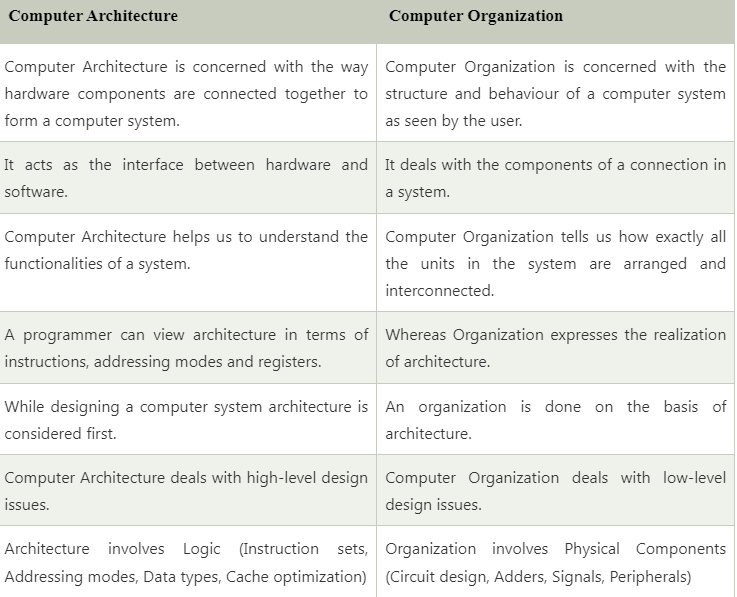 Computer Architecture
Computer Organization
Computer Architecture is concerned with the way
hardware components are connected together to
form a computer system.
Computer Organization is concerned with the
structure and behaviour of a computer system
as seen by the user.
It acts as the interface between hardware and
software.
It deals with the components of a connection in
a system.
Computer Architecture helps us to understand the
functionalities of a system.
Computer Organization tells us how exactly all
the units in the system are arranged and
interconnected.
A programmer can view architecture in terms of
instructions, addressing modes and registers.
Whereas Organization expresses the realization
of architecture.
While designing a computer system architecture is
considered first.
An organization is done on the basis of
architecture.
Computer Architecture deals with high-level design
issues.
Computer Organization deals with low-level
design issues.
Architecture involves Logic (Instruction sets,
Addressing modes, Data types, Cache optimization)
Organization involves Physical Components
(Circuit design, Adders, Signals, Peripherals)